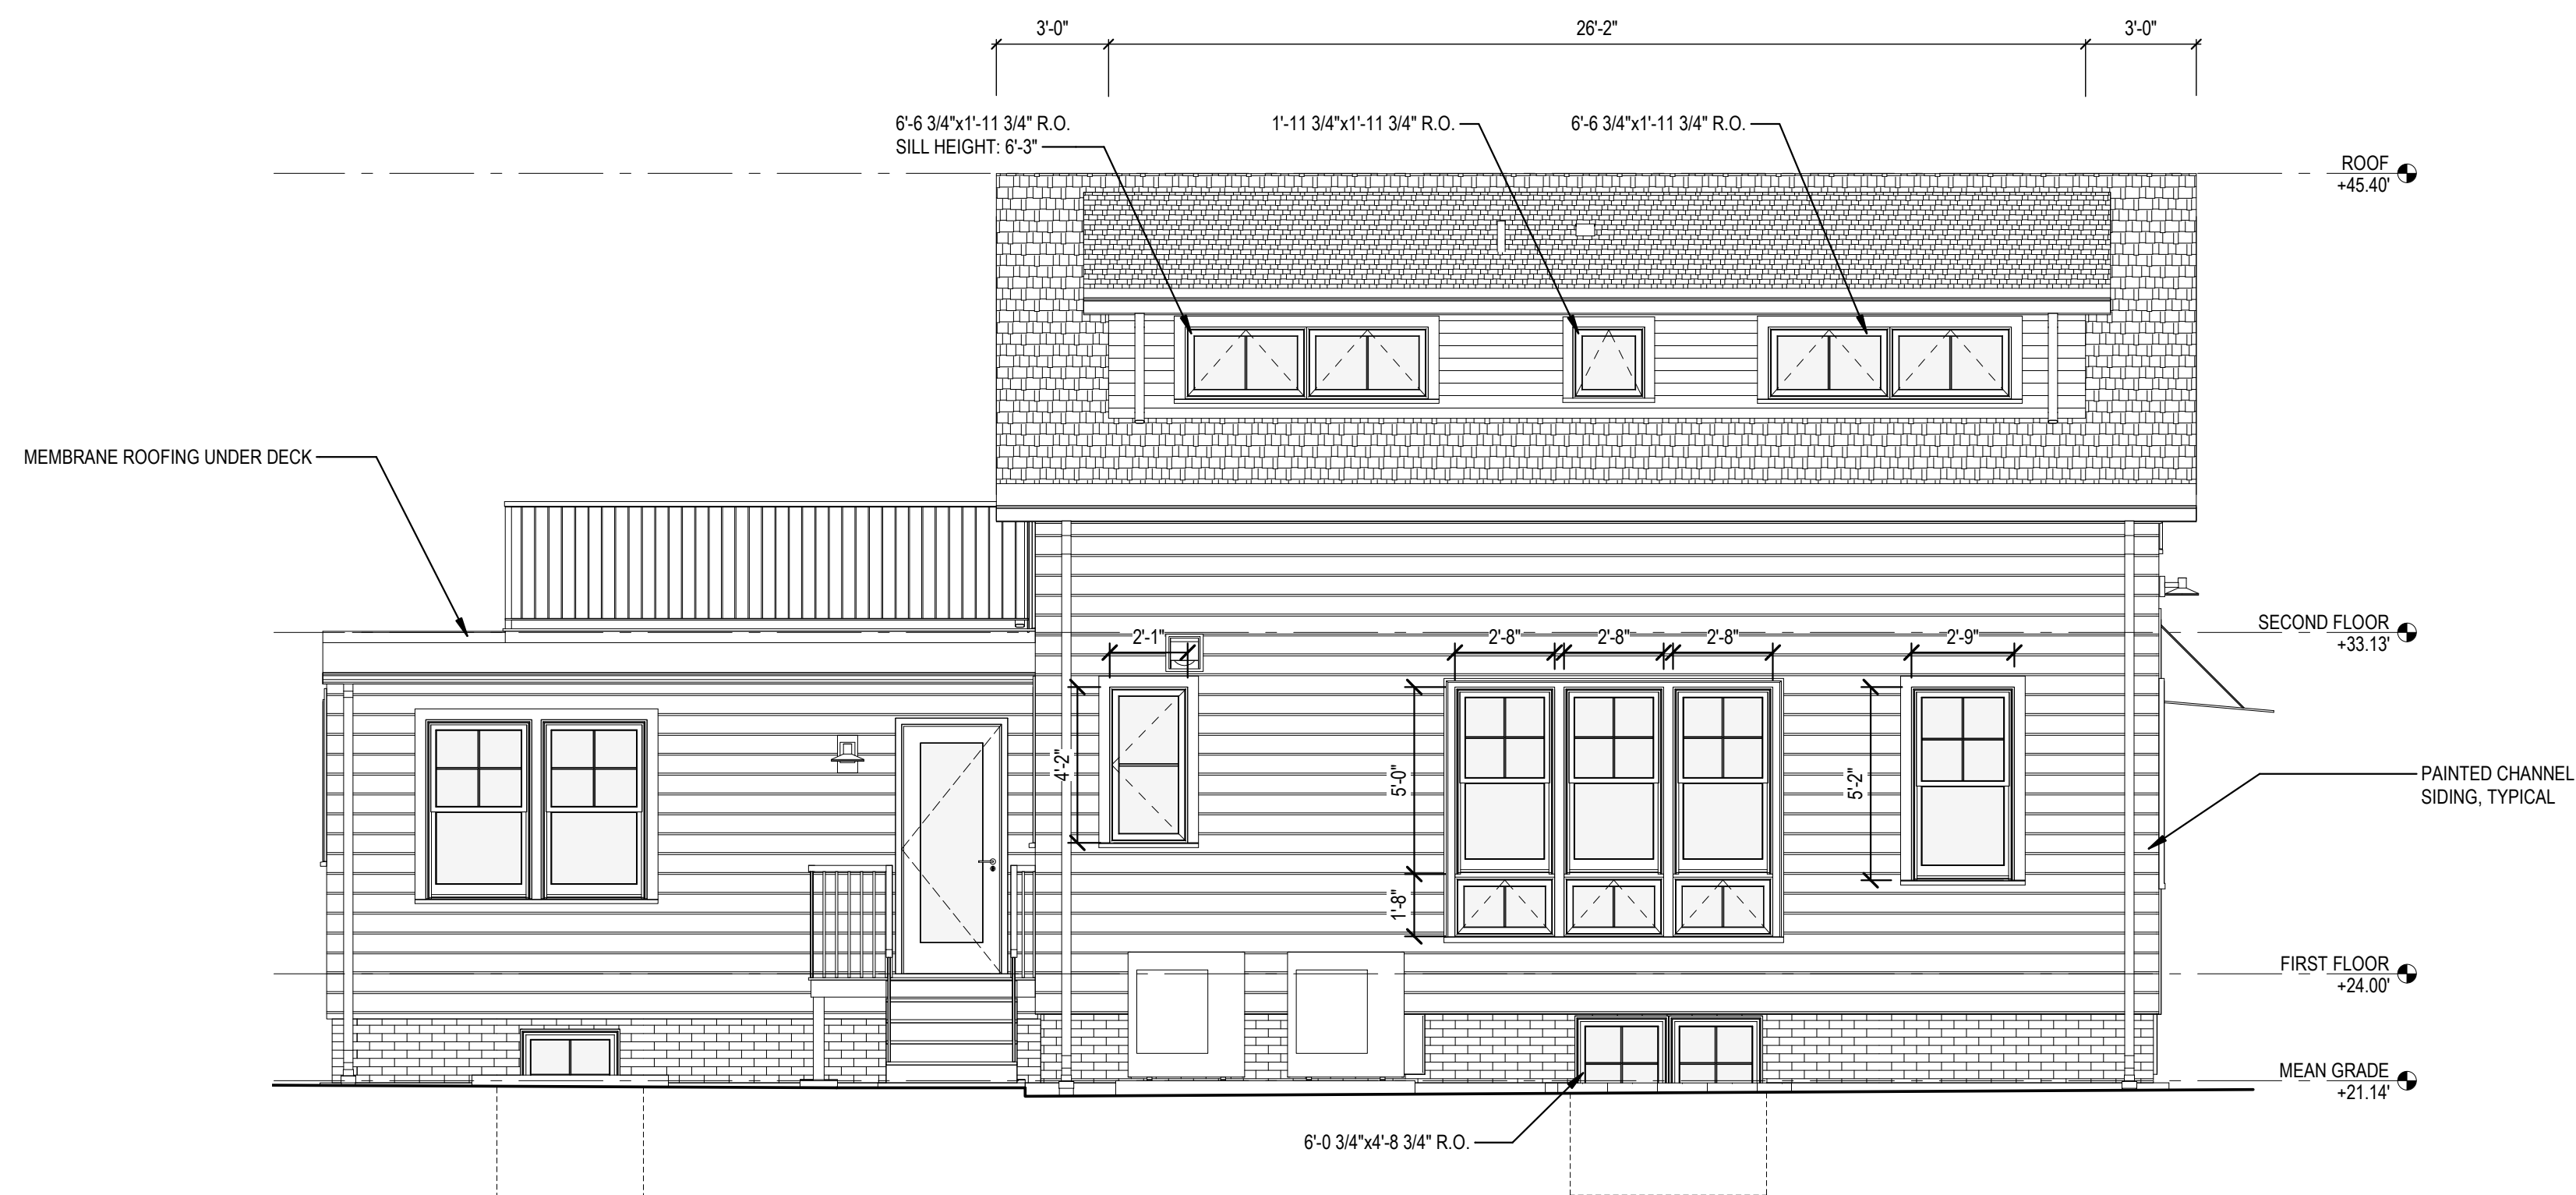 3'-0"
26'-2"
3'-0"
6'-6 3/4"x1'-11 3/4" R.O.
SILL HEIGHT: 6'-3"
1'-11 3/4"x1'-11 3/4" R.O.
6'-6 3/4"x1'-11 3/4" R.O.
ROOF
+45.40'
MEMBRANE ROOFING UNDER DECK
SECOND FLOOR
+33.13'
2'-1"
2'-8"
2'-8"
2'-8"
2'-9"
4'-2"
5'-0"
5'-2"
1'-8"
PAINTED CHANNEL
SIDING, TYPICAL
FIRST FLOOR
+24.00'
MEAN GRADE
+21.14'
6'-0 3/4"x4'-8 3/4" R.O.